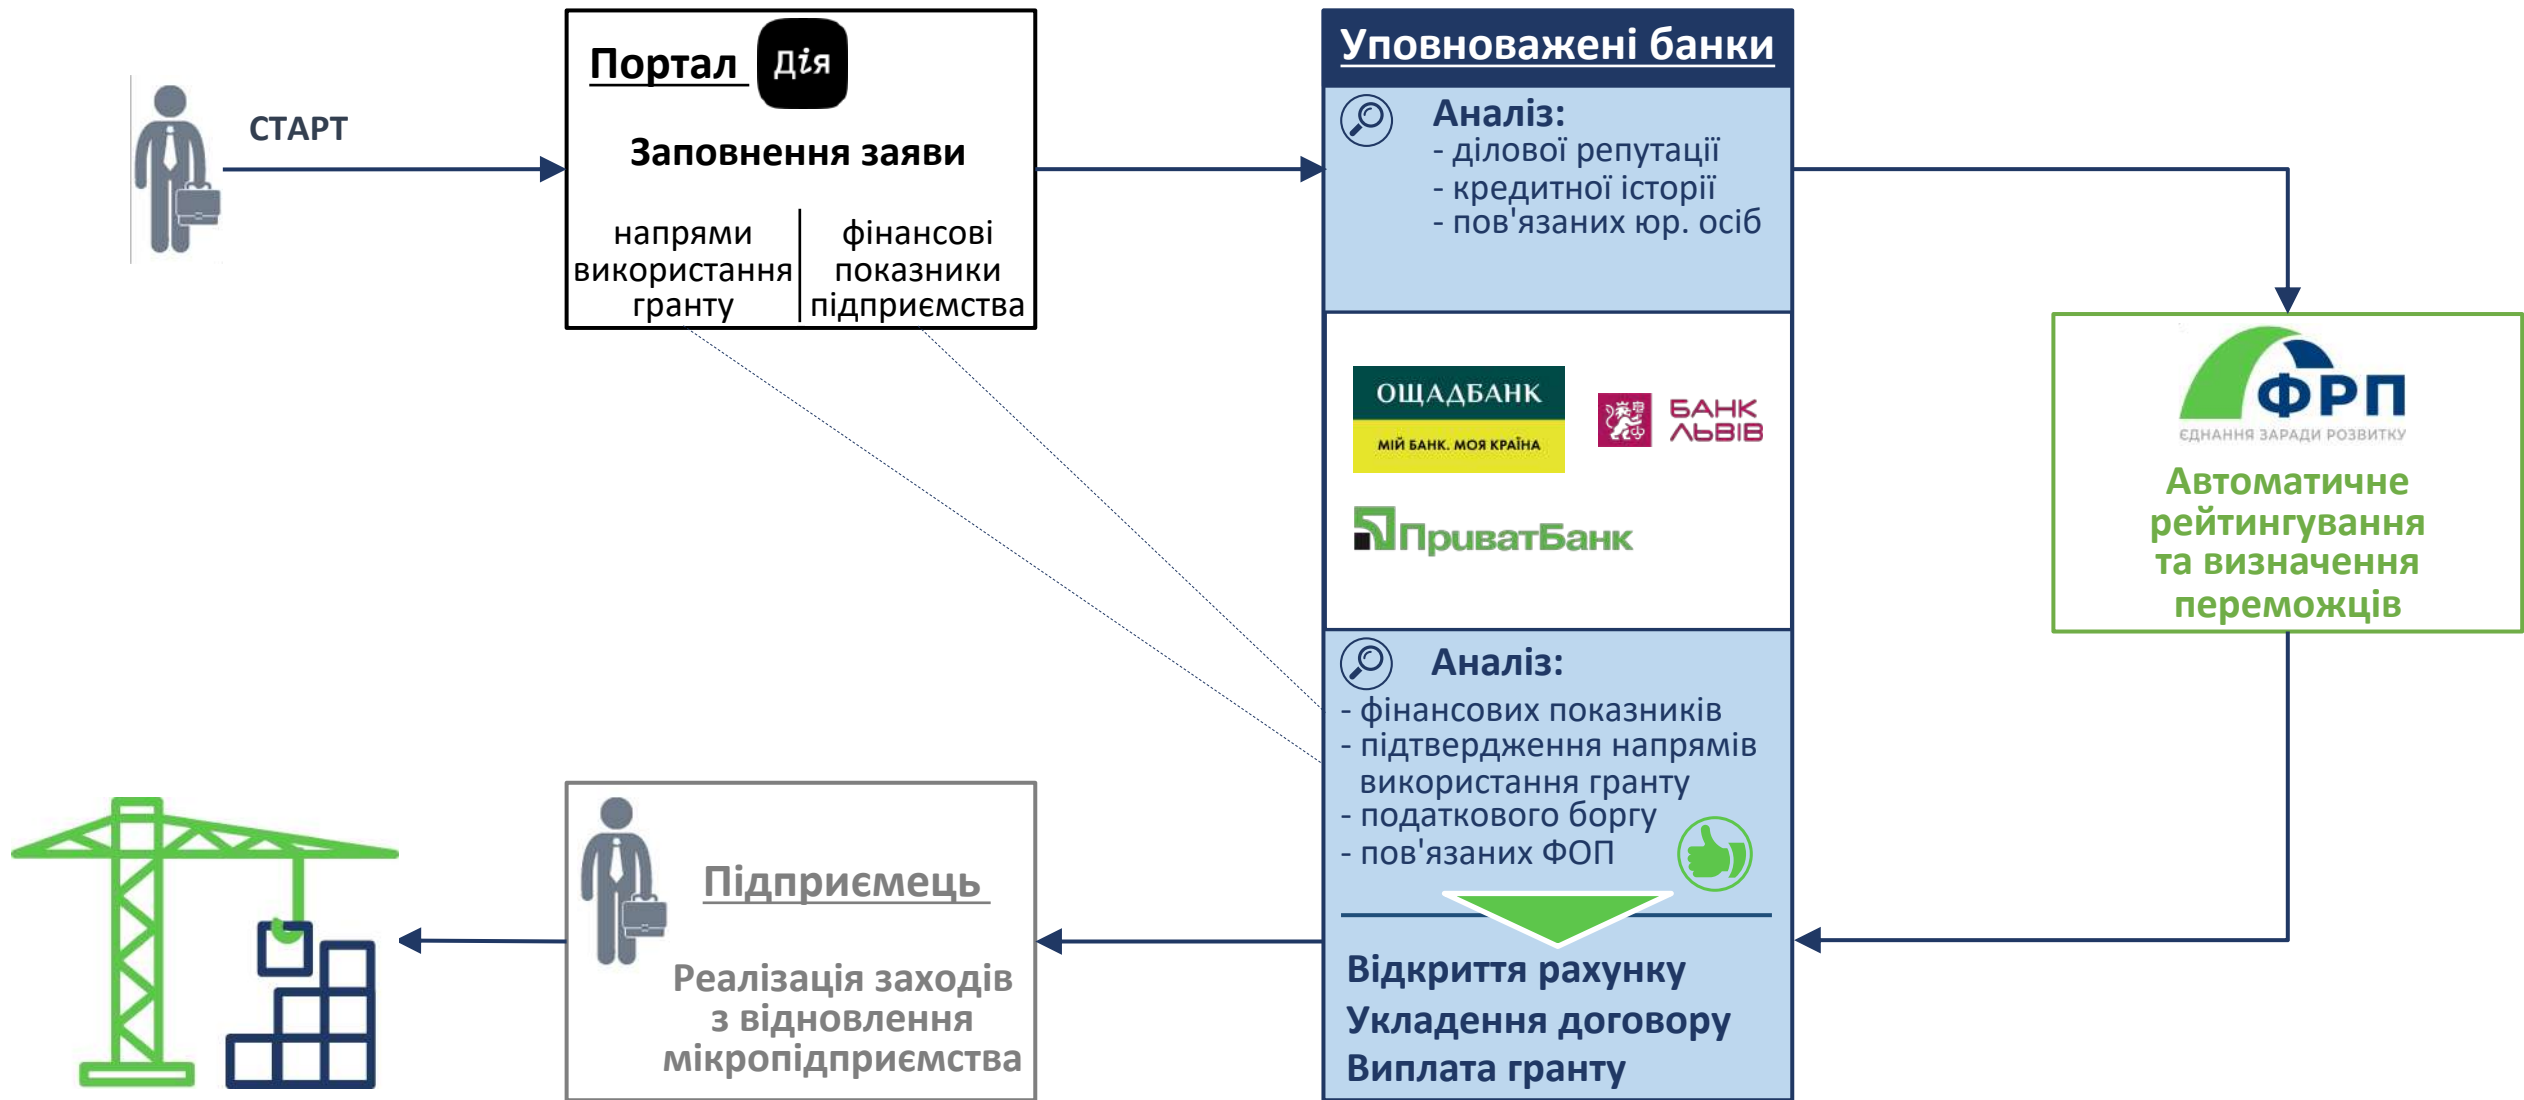 СТАРТ
Портал
Дія
Заповнення заяви
напрями
використання
гранту
фінансові
показники
підприємства
Уповноважені банки
Аналіз:
- ділової репутації
- кредитної історії
- пов'язаних юр. осіб
ОЩАДБАНК
МІЙ БАНК. МОЯ КРАЇНА
БАНК
ЛЬВІВ
ПриватБанк
ФРП
ЄДНАННЯ ЗАРАДИ РОЗВИТКУ
Автоматичне
рейтингування
та визначення
переможців
Аналіз:
- фінансових показників
- підтвердження напрямів
використання гранту
- податкового боргу
- пов'язаних ФОП
Відкриття рахунку
Укладення договору
Виплата гранту
Підприємець
Реалізація заходів
з відновлення
мікропідприємства